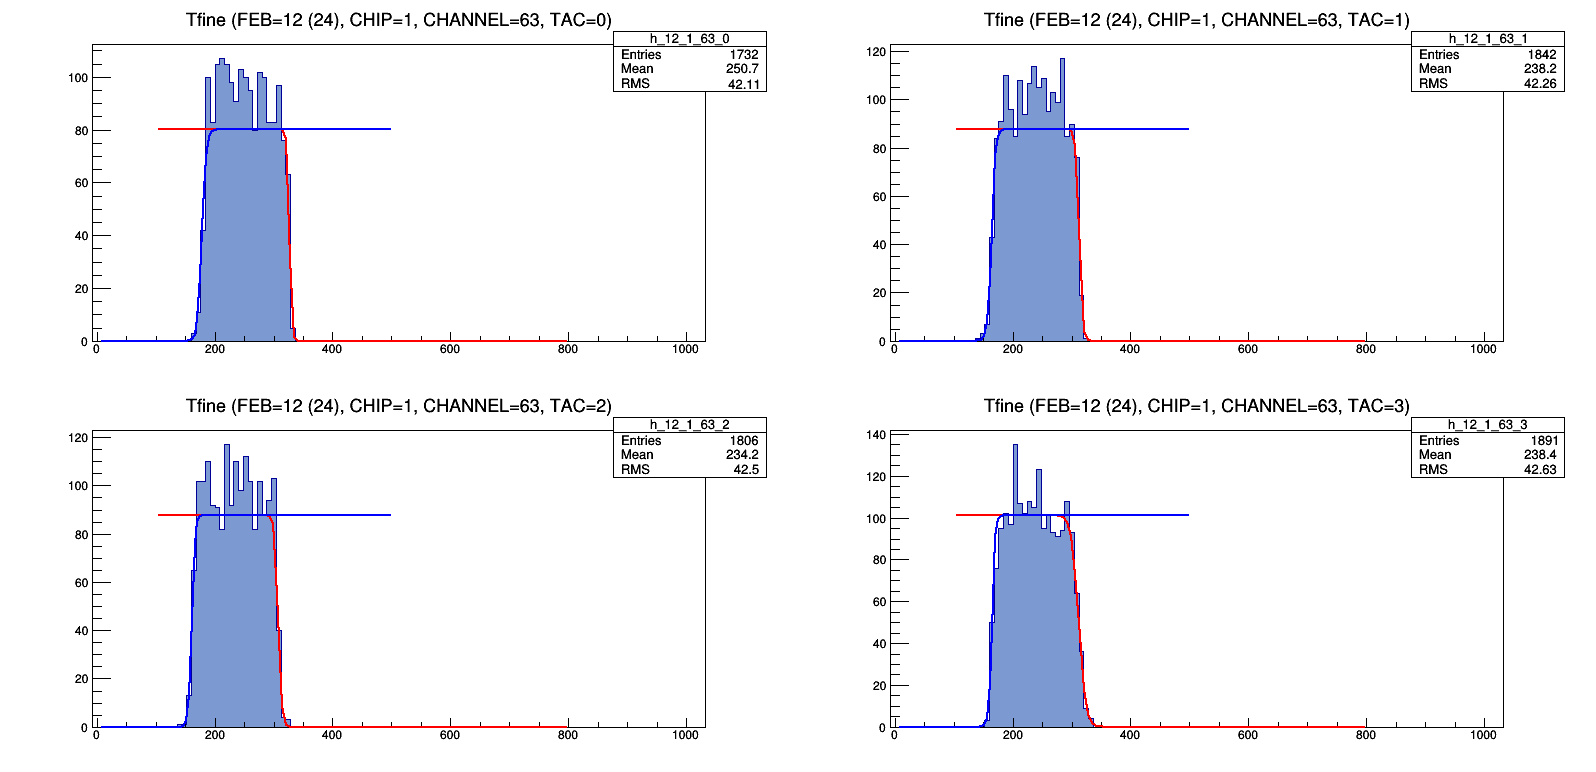 Tfine (FEB=12 (24), CHIP=1, CHANNEL=63, TAC=0)
h_12_1_63_0
Entries 1732
Mean 250.7
RMS 42.11
100
80
60
40
20
0
0 200 400 600 800 1000
Tfine (FEB=12 (24), CHIP=1, CHANNEL=63, TAC=1)
h_12_1_63_1
Entries 1842
Mean 238.2
RMS 42.26
120
100
80
60
40
20
0
0 200 400 600 800 1000
Tfine (FEB=12 (24), CHIP=1, CHANNEL=63, TAC=2)
h_12_1_63_2
Entries 1806
Mean 234.2
RMS 42.5
120
100
80
60
40
20
0
0 200 400 600 800 1000
Tfine (FEB=12 (24), CHIP=1, CHANNEL=63, TAC=3)
h_12_1_63_3
Entries 1891
Mean 238.4
RMS 42.63
140
120
100
80
60
40
20
0
0 200 400 600 800 1000